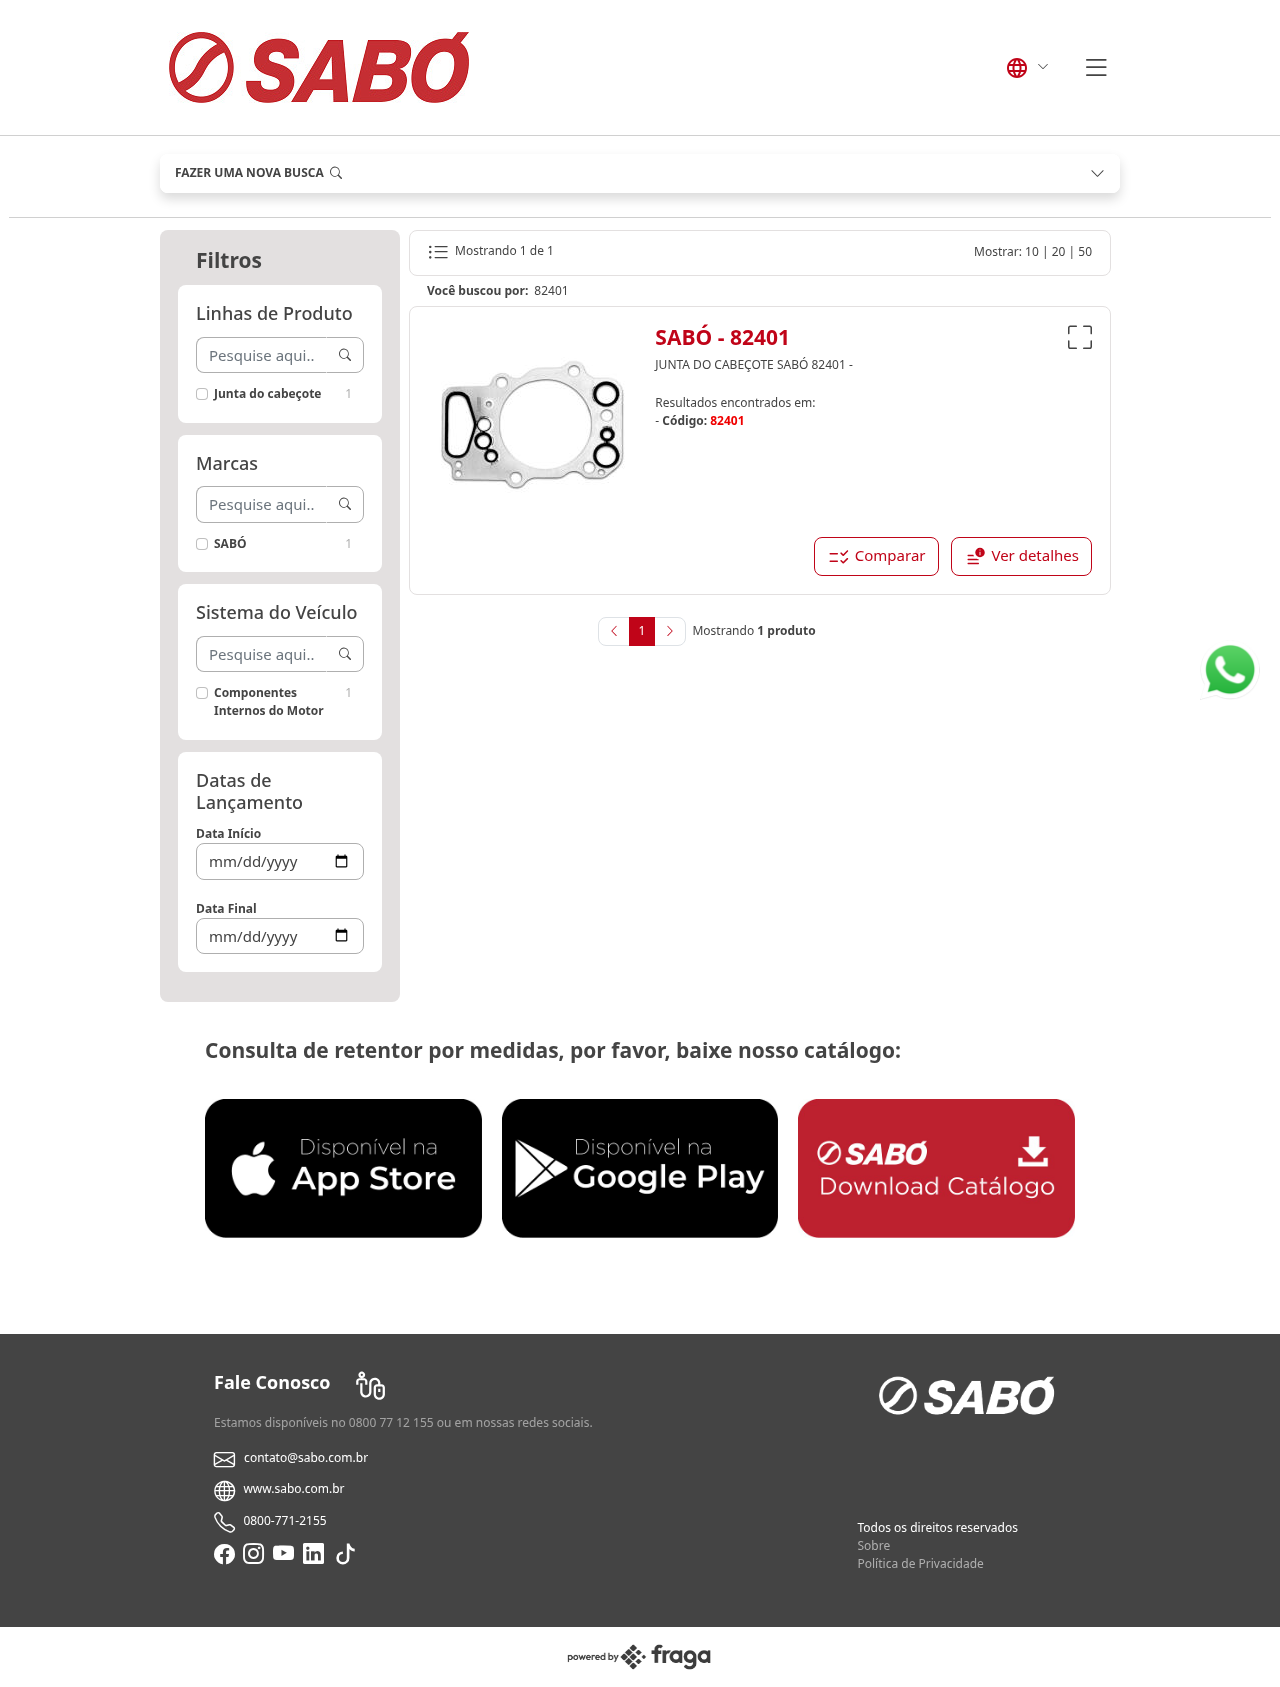 SABÓ
FAZER UMA NOVA BUSCA
Filtros
Linhas de Produto
Pesquise aqui..
Junta do cabeçote 1
Marcas
Pesquise aqui..
SABÓ 1
Sistema do Veículo
Pesquise aqui..
Componentes 1
Internos do Motor
Datas de
Lançamento
Data Início
mm/dd/yyyy
Data Final
mm/dd/yyyy
Mostrando 1 de 1
Mostrar: 10 | 20 | 50
Você buscou por: 82401
SABÓ - 82401
JUNTA DO CABEÇOTE SABÓ 82401 -
Resultados encontrados em:
- Código: 82401
Comparar
Ver detalhes
1
Mostrando 1 produto
Consulta de retentor por medidas, por favor, baixe nosso catálogo:
Disponível na
App Store
Disponível na
Google Play
SABÓ
Download Catálogo
Fale Conosco
Estamos disponíveis no 0800 77 12 155 ou em nossas redes sociais.
contato@sabo.com.br
www.sabo.com.br
0800-771-2155
SABÓ
Todos os direitos reservados
Sobre
Política de Privacidade
powered by fraga